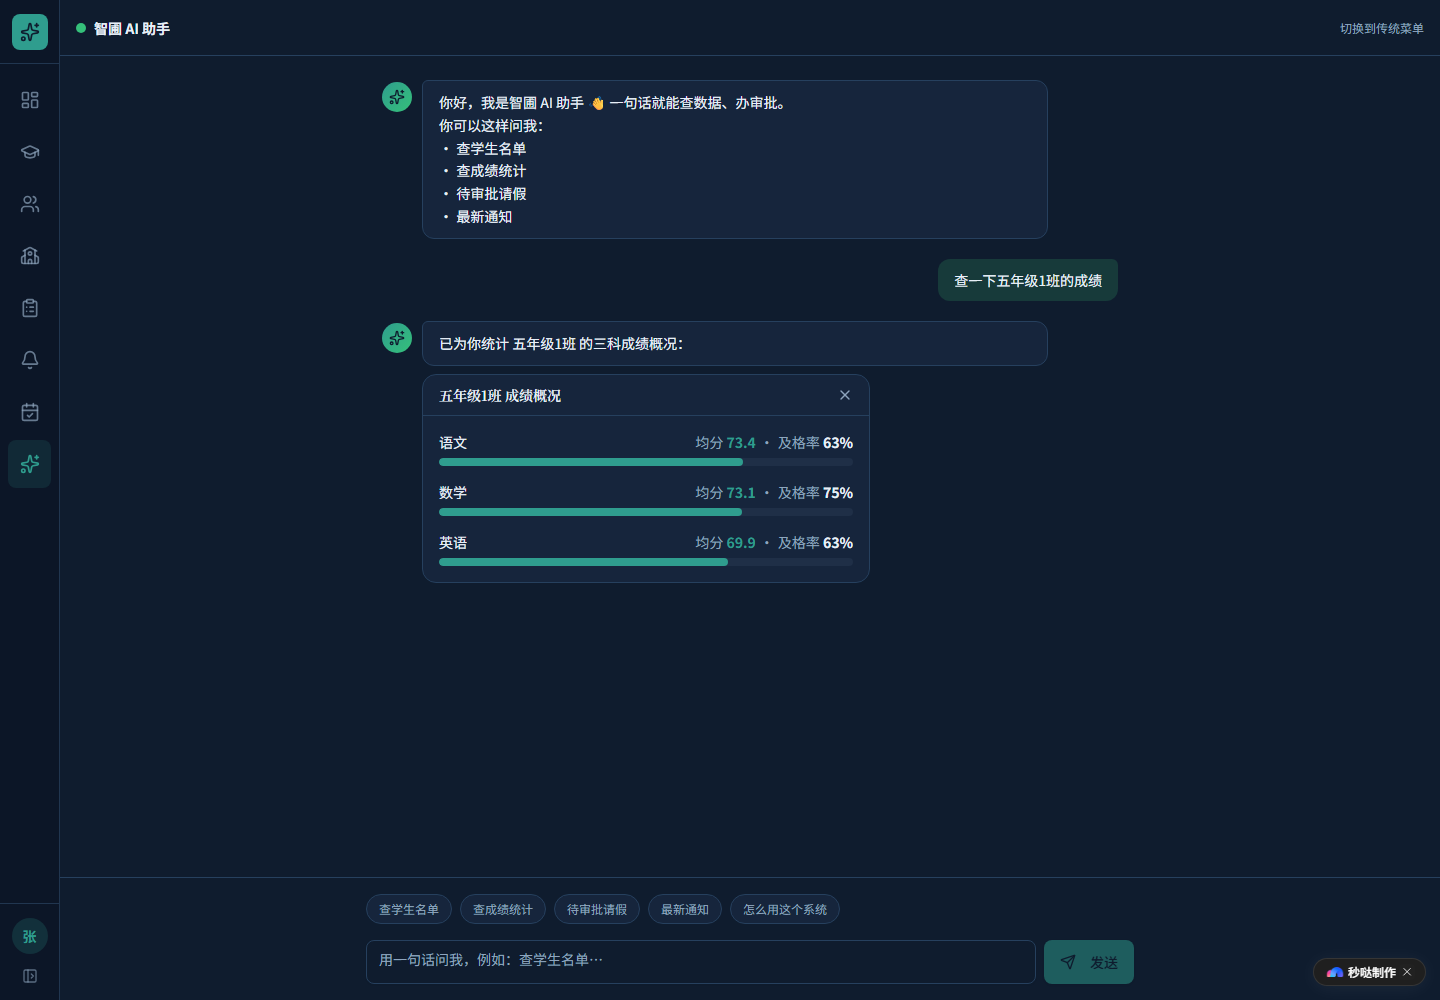 智圃 AI 助手
切换到传统菜单
你好，我是智圃 AI 助手 👋 一句话就能查数据、办审批。
你可以这样问我：
• 查学生名单
• 查成绩统计
• 待审批请假
• 最新通知
查一下五年级1班的成绩
已为你统计 五年级1班 的三科成绩概况：
五年级1班 成绩概况
语文 均分 73.4 • 及格率 63%
数学 均分 73.1 • 及格率 75%
英语 均分 69.9 • 及格率 63%
查学生名单 查成绩统计 待审批请假 最新通知 怎么用这个系统
用一句话问我，例如：查学生名单…
发送
张
秒哒制作